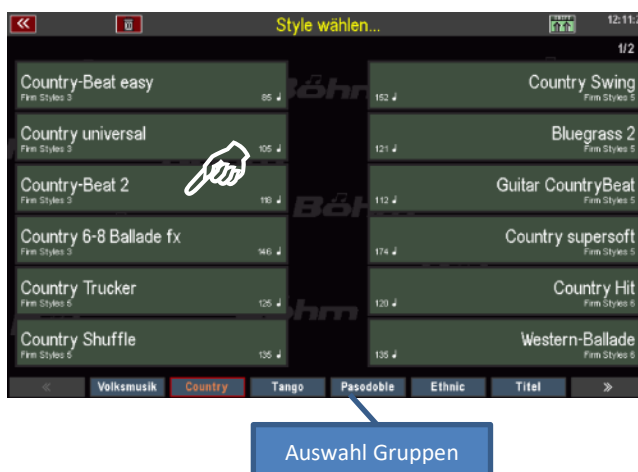 Style wählen...
12:11:
1/2
Country-Beat easy
Firm Styles 3
85
152
Country Swing
Firm Styles 5
Country universal
Firm Styles 3
105
121
Bluegrass 2
Firm Styles 5
Country-Beat 2
Firm Styles 3
118
112
Guitar CountryBeat
Firm Styles 5
Country 6-8 Ballade fx
Firm Styles 3
146
174
Country supersoft
Firm Styles 5
Country Trucker
Firm Styles 5
125
120
Country Hit
Firm Styles 6
Country Shuffle
Firm Styles 6
135
135
Western-Ballade
Firm Styles 6
Böhm
Volksmusik Country Tango Pasodoble Ethnic Titel
Auswahl Gruppen